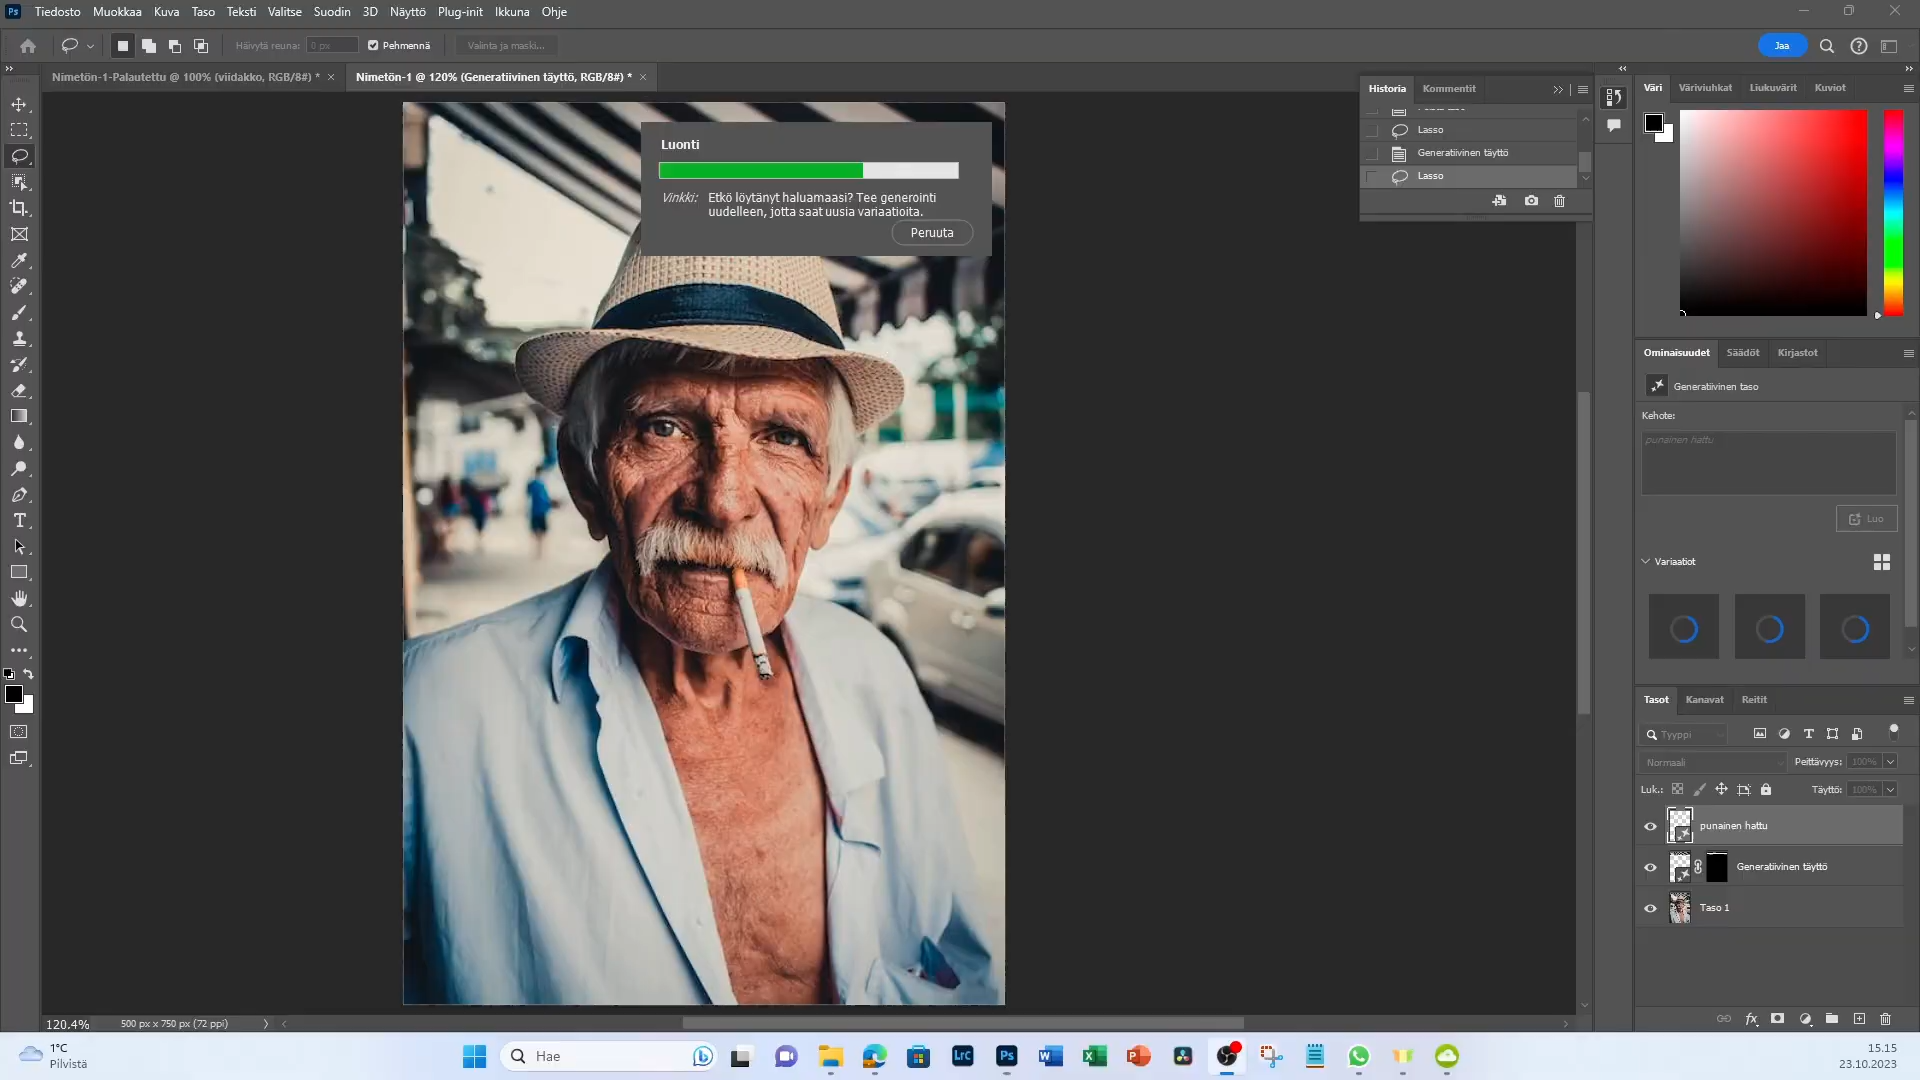 Ps Tiedosto Muokkaa Kuva Taso Teksti Valitse Suodin 3D Näyttö Plug-init Ikkuna Ohje
Häivytä reuna: 0 px Pehmennä Valinta ja maski... Jaa
Nimetön-1-Palautettu @ 100% (viidakko, RGB/8#) * Nimetön-1 @ 120% (Generatiivinen täyttö, RGB/8#) *
Historia Kommentit
Lasso
Generatiivinen täyttö
Lasso
Luonti
Vinkki: Etkö löytänyt haluamaasi? Tee generointi
uudelleen, jotta saat uusia variaatioita.
Peruuta
Väri Väriviuhkat Liukuvärit Kuviot
Ominaisuudet Säädöt Kirjastot
Generatiivinen taso
Kehote:
punainen hattu
Luo
Variaatiot
Tasot Kanavat Reitit
Tyyppi
Normaali Peittävyys: 100%
Luk.: Täyttö: 100%
punainen hattu
Generatiivinen täyttö
Taso 1
120.4% 500 px x 750 px (72 ppi)
1°C
Pilvistä
Hae
LrC Ps
15.15
23.10.2023